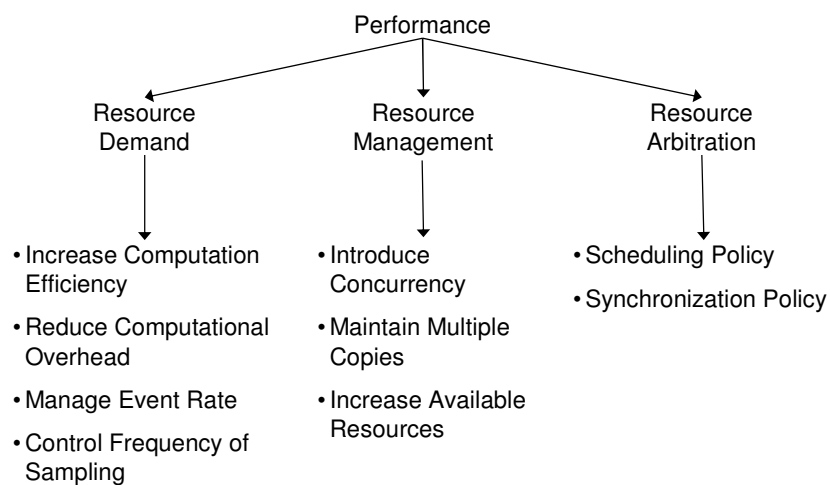 Performance
Resource
Demand
Resource
Management
Resource
Arbitration
• Increase Computation
Efficiency
• Reduce Computational
Overhead
• Manage Event Rate
• Control Frequency of
Sampling
• Introduce
Concurrency
• Maintain Multiple
Copies
• Increase Available
Resources
• Scheduling Policy
• Synchronization Policy